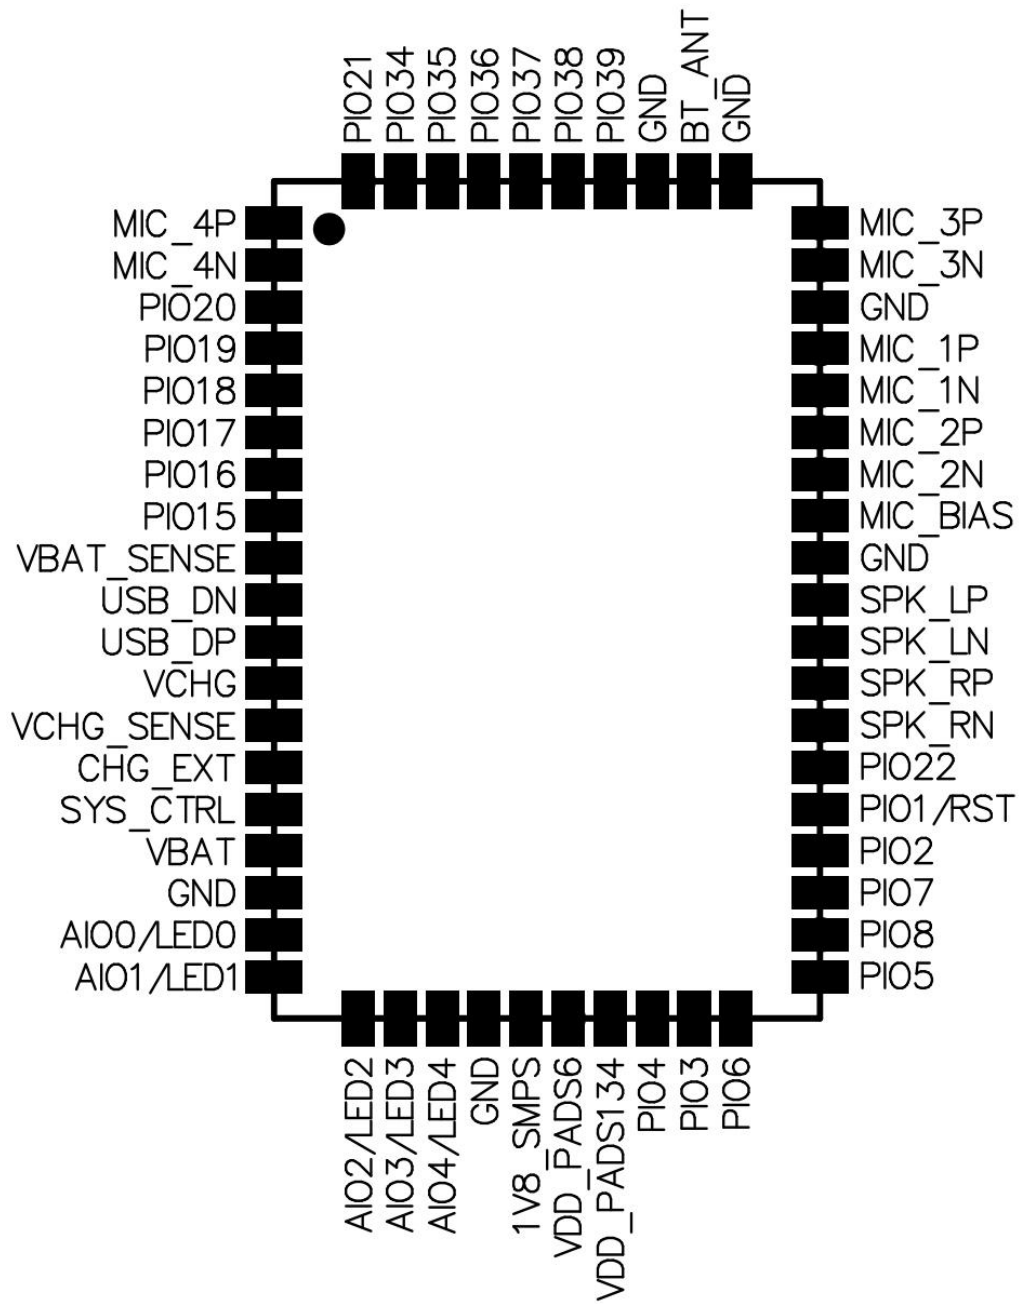 PIO21
PIO34
PIO35
PIO36
PIO37
PIO38
PIO39
GND
BT_ANT
GND
MIC_4P
MIC_4N
PIO20
PIO19
PIO18
PIO17
PIO16
PIO15
VBAT_SENSE
USB_DN
USB_DP
VCHG
VCHG_SENSE
CHG_EXT
SYS_CTRL
VBAT
GND
AIO0/LED0
AIO1/LED1
MIC_3P
MIC_3N
GND
MIC_1P
MIC_1N
MIC_2P
MIC_2N
MIC_BIAS
GND
SPK_LP
SPK_LN
SPK_RP
SPK_RN
PIO22
PIO1/RST
PIO2
PIO7
PIO8
PIO5
AIO2/LED2
AIO3/LED3
AIO4/LED4
GND
1V8_SMPS
VDD_PADS6
VDD_PADS134
PIO4
PIO3
PIO6